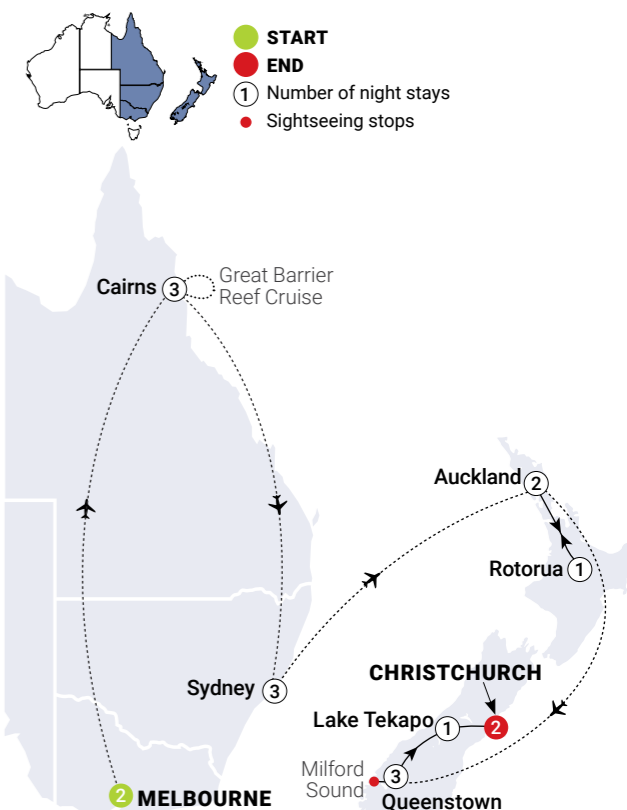 START
END
1 Number of night stays
Sightseeing stops
Cairns 3
Great Barrier
Reef Cruise
Auckland 2
Rotorua 1
Sydney 3
CHRISTCHURCH
2
Lake Tekapo 1
Milford
Sound
3
Queenstown
2 MELBOURNE